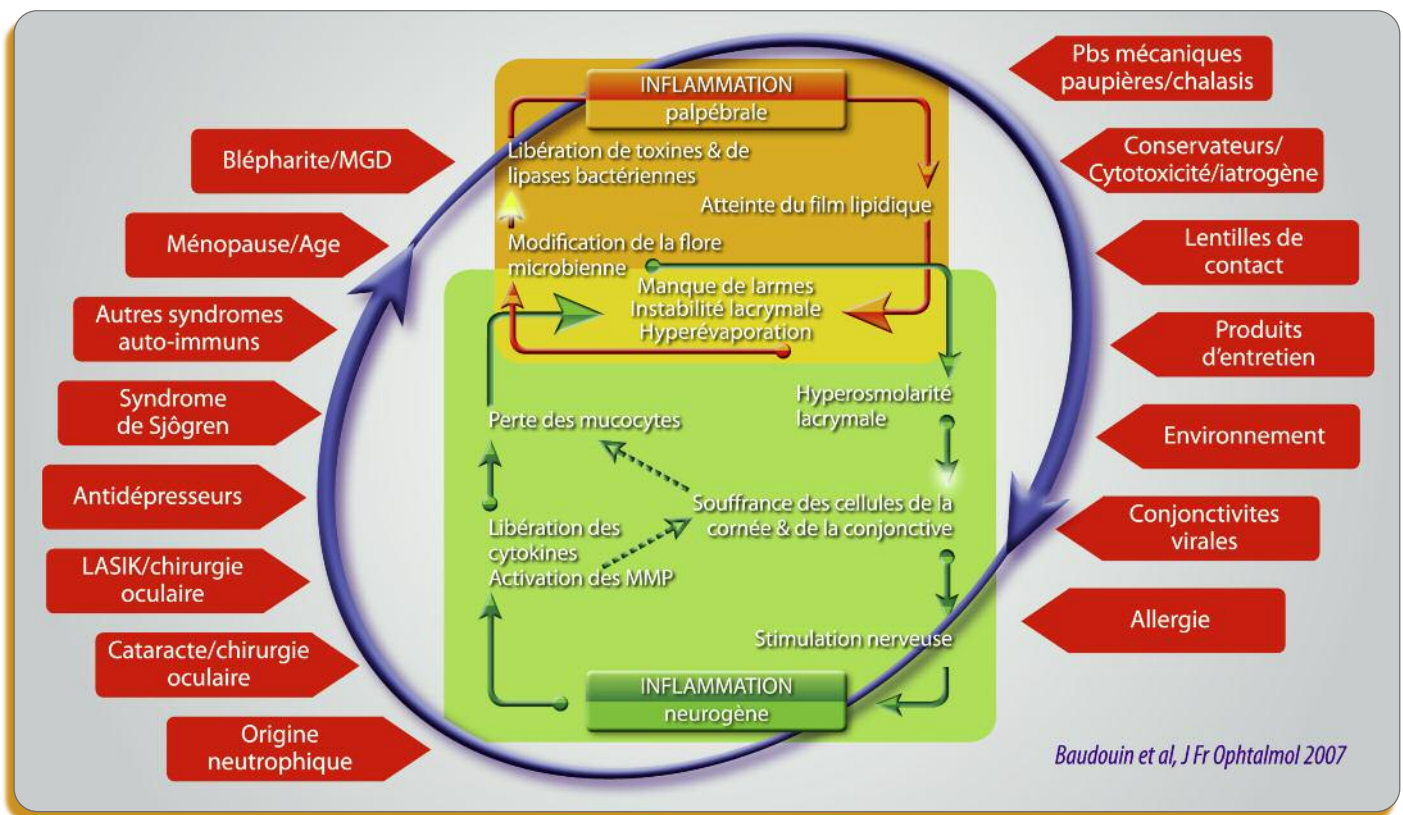 INFLAMMATION
palpébrale
Libération de toxines & de
lipases bactériennes
Atteinte du film lipidique
Modification de la flore
microbienne
Manque de larmes
Instabilité lacrymale
Hyperévaporation
Hyperosmolarité
lacrymale
Perte des mucocytes
Souffrance des cellules de la
cornée & de la conjonctive
Libération des
cytokines
Activation des MMP
Stimulation nerveuse
INFLAMMATION
neurogène
Blépharite/MGD
Ménopause/Age
Autres syndromes
auto-immuns
Syndrome
de Sjôgren
Antidépresseurs
LASIK/chirurgie
oculaire
Cataracte/chirurgie
oculaire
Origine
neutrophique
Pbs mécaniques
paupières/chalasis
Conservateurs/
Cytotoxicité/iatrogène
Lentilles de
contact
Produits
d’entretien
Environnement
Conjonctivites
virales
Allergie
Baudouin et al, J Fr Ophtalmol 2007